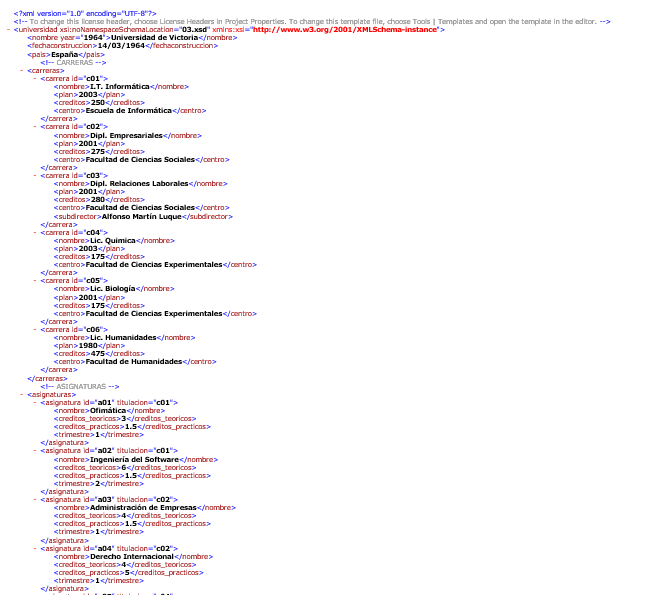 <?xml version="1.0" encoding="UTF-8"?>
<!-- To change this license header, choose License Headers in Project Properties. To change this template file, choose Tools | Templates and open the template in the editor. -->
- <universidad xsi:noNamespaceSchemaLocation="03.xsd" xmlns:xsi="http://www.w3.org/2001/XMLSchema-instance">
<nombre year="1964">Universidad de Victoria</nombre>
<fechaconstruccion>14/03/1964</fechaconstruccion>
<pais>España</pais>
<!-- CARRERAS -->
- <carreras>
- <carrera id="c01">
<nombre>I.T. Informática</nombre>
<plan>2003</plan>
<creditos>250</creditos>
<centro>Escuela de Informática</centro>
</carrera>
- <carrera id="c02">
<nombre>Dipl. Empresariales</nombre>
<plan>2001</plan>
<creditos>275</creditos>
<centro>Facultad de Ciencias Sociales</centro>
</carrera>
- <carrera id="c03">
<nombre>Dipl. Relaciones Laborales</nombre>
<plan>2001</plan>
<creditos>280</creditos>
<centro>Facultad de Ciencias Sociales</centro>
<subdirector>Alfonso Martín Luque</subdirector>
</carrera>
- <carrera id="c04">
<nombre>Lic. Quimica</nombre>
<plan>2003</plan>
<creditos>175</creditos>
<centro>Facultad de Ciencias Experimentales</centro>
</carrera>
- <carrera id="c05">
<nombre>Lic. Biología</nombre>
<plan>2001</plan>
<creditos>175</creditos>
<centro>Facultad de Ciencias Experimentales</centro>
</carrera>
- <carrera id="c06">
<nombre>Lic. Humanidades</nombre>
<plan>1980</plan>
<creditos>475</creditos>
<centro>Facultad de Humanidades</centro>
</carrera>
</carreras>
<!-- ASIGNATURAS -->
- <asignaturas>
- <asignatura id="a01" titulacion="c01">
<nombre>Ofimática</nombre>
<creditos_teoricos>3</creditos_teoricos>
<creditos_practicos>1.5</creditos_practicos>
<trimestre>1</trimestre>
</asignatura>
- <asignatura id="a02" titulacion="c01">
<nombre>Ingeniería del Software</nombre>
<creditos_teoricos>6</creditos_teoricos>
<creditos_practicos>1.5</creditos_practicos>
<trimestre>2</trimestre>
</asignatura>
- <asignatura id="a03" titulacion="c02">
<nombre>Administración de Empresas</nombre>
<creditos_teoricos>4</creditos_teoricos>
<creditos_practicos>1.5</creditos_practicos>
<trimestre>1</trimestre>
</asignatura>
- <asignatura id="a04" titulacion="c02">
<nombre>Derecho Internacional</nombre>
<creditos_teoricos>4</creditos_teoricos>
<creditos_practicos>5</creditos_practicos>
<trimestre>1</trimestre>
</asignatura>